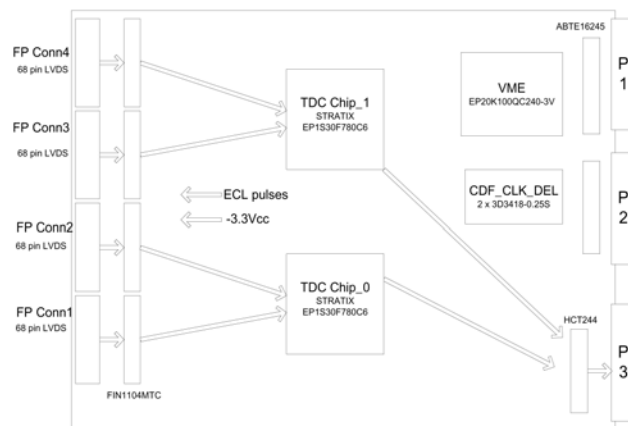 ABTE16245
FP Conn4
68 pin LVDS
P
1
VME
EP20K100QC240-3V
TDC Chip_1
STRATIX
EP1S30F780C6
FP Conn3
68 pin LVDS
CDF_CLK_DEL
2 x 3D3418-0.25S
P
2
ECL pulses
-3.3Vcc
FP Conn2
68 pin LVDS
TDC Chip_0
STRATIX
EP1S30F780C6
FP Conn1
68 pin LVDS
HCT244
P
3
FIN1104MTC